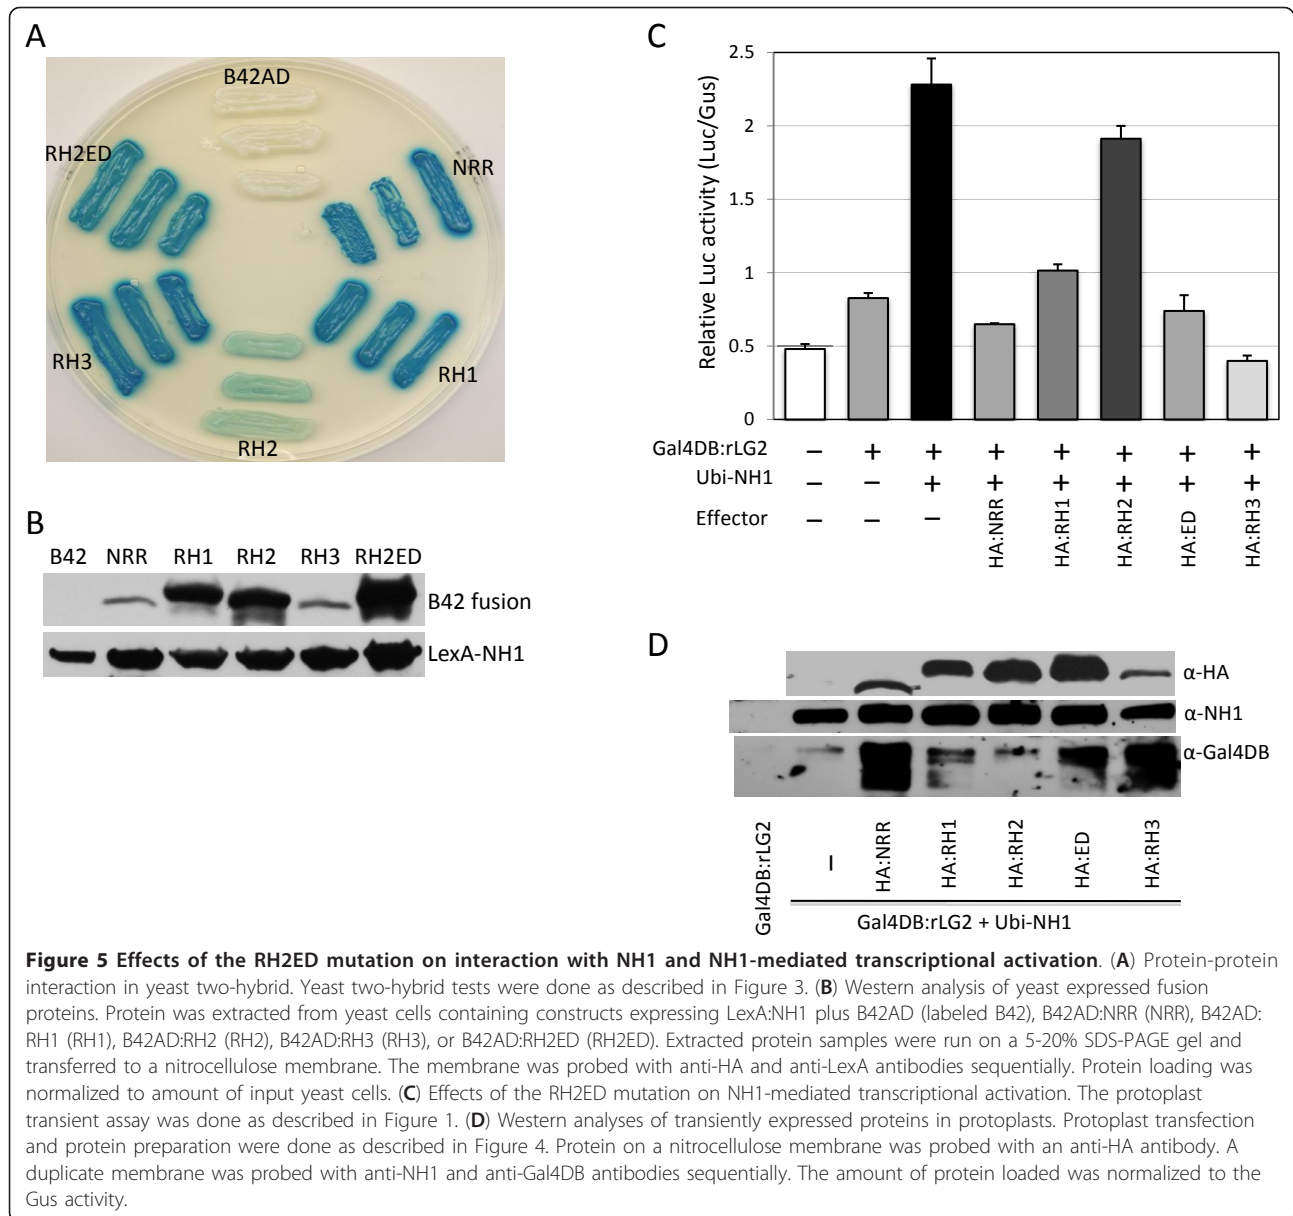 A
B42AD
RH2ED
NRR
RH3
RH1
RH2
B
B42 NRR RH1 RH2 RH3 RH2ED
B42 fusion
LexA-NH1
C
Relative Luc activity (Luc/Gus)
2.5
2
1.5
1
0.5
0
Gal4DB:rLG2 – + + + + + + +
Ubi-NH1 – – + + + + + +
Effector – – – HA:NRR HA:RH1 HA:RH2 HA:ED HA:RH3
D
α-HA
α-NH1
α-Gal4DB
Gal4DB:rLG2 – HA:NRR HA:RH1 HA:RH2 HA:ED HA:RH3
Gal4DB:rLG2 + Ubi-NH1
Figure 5 Effects of the RH2ED mutation on interaction with NH1 and NH1-mediated transcriptional activation. (A) Protein-protein
interaction in yeast two-hybrid. Yeast two-hybrid tests were done as described in Figure 3. (B) Western analysis of yeast expressed fusion
proteins. Protein was extracted from yeast cells containing constructs expressing LexA:NH1 plus B42AD (labeled B42), B42AD:NRR (NRR), B42AD:
RH1 (RH1), B42AD:RH2 (RH2), B42AD:RH3 (RH3), or B42AD:RH2ED (RH2ED). Extracted protein samples were run on a 5-20% SDS-PAGE gel and
transferred to a nitrocellulose membrane. The membrane was probed with anti-HA and anti-LexA antibodies sequentially. Protein loading was
normalized to amount of input yeast cells. (C) Effects of the RH2ED mutation on NH1-mediated transcriptional activation. The protoplast
transient assay was done as described in Figure 1. (D) Western analyses of transiently expressed proteins in protoplasts. Protoplast transfection
and protein preparation were done as described in Figure 4. Protein on a nitrocellulose membrane was probed with an anti-HA antibody. A
duplicate membrane was probed with anti-NH1 and anti-Gal4DB antibodies sequentially. The amount of protein loaded was normalized to the
Gus activity.